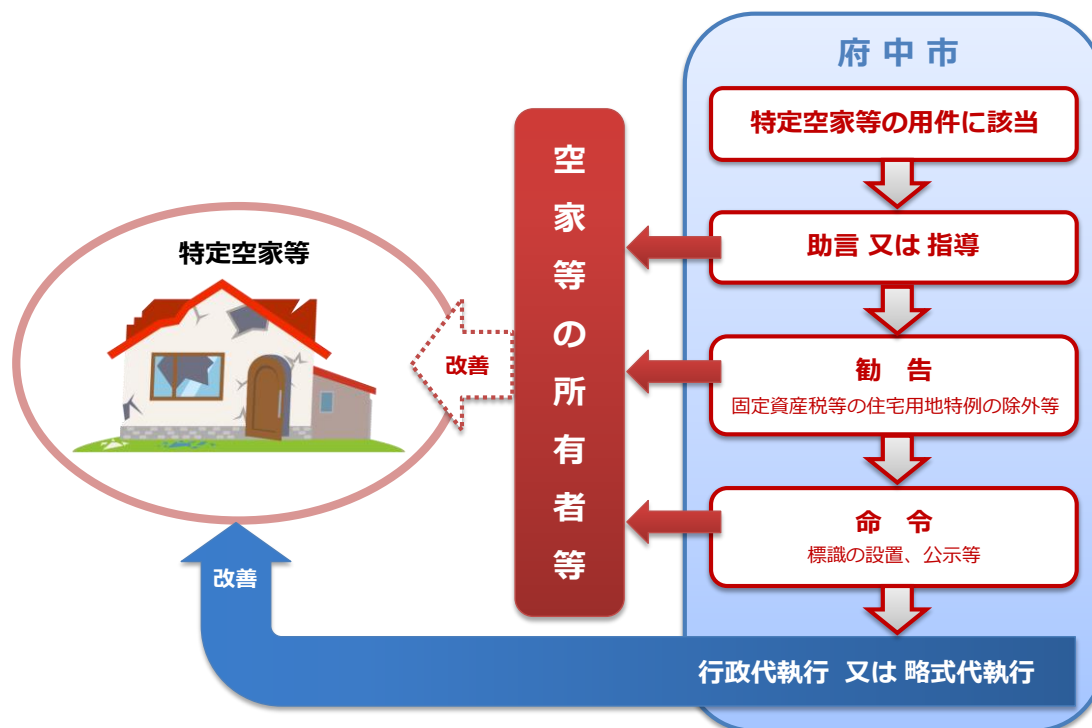 府中市
特定空家等の用件に該当
助言 又は 指導
勧 告
固定資産税等の住宅用地特例の除外等
命 令
標識の設置、公示等
行政代執行 又は 略式代執行
空家等の所有者等
改善
特定空家等
改善